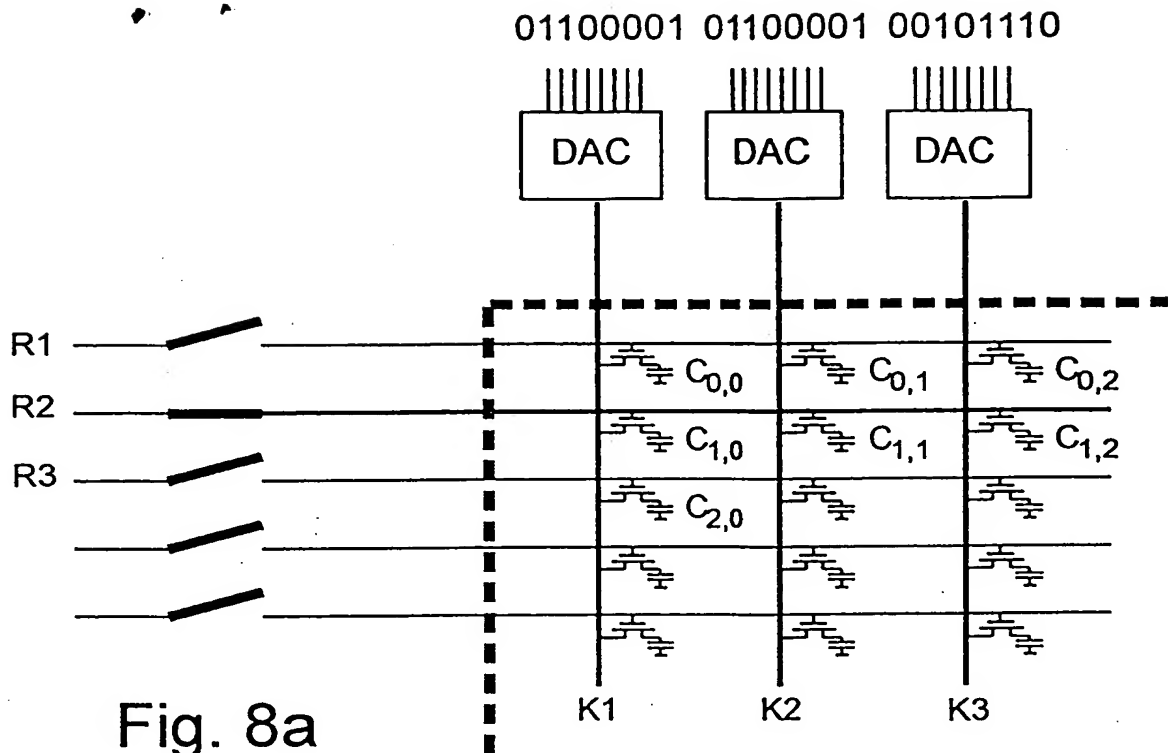 01100001 01100001 00101110
DAC DAC DAC
R1
C0,0 C0,1 C0,2
R2
C1,0 C1,1 C1,2
R3
C2,0
K1 K2 K3
Fig. 8a